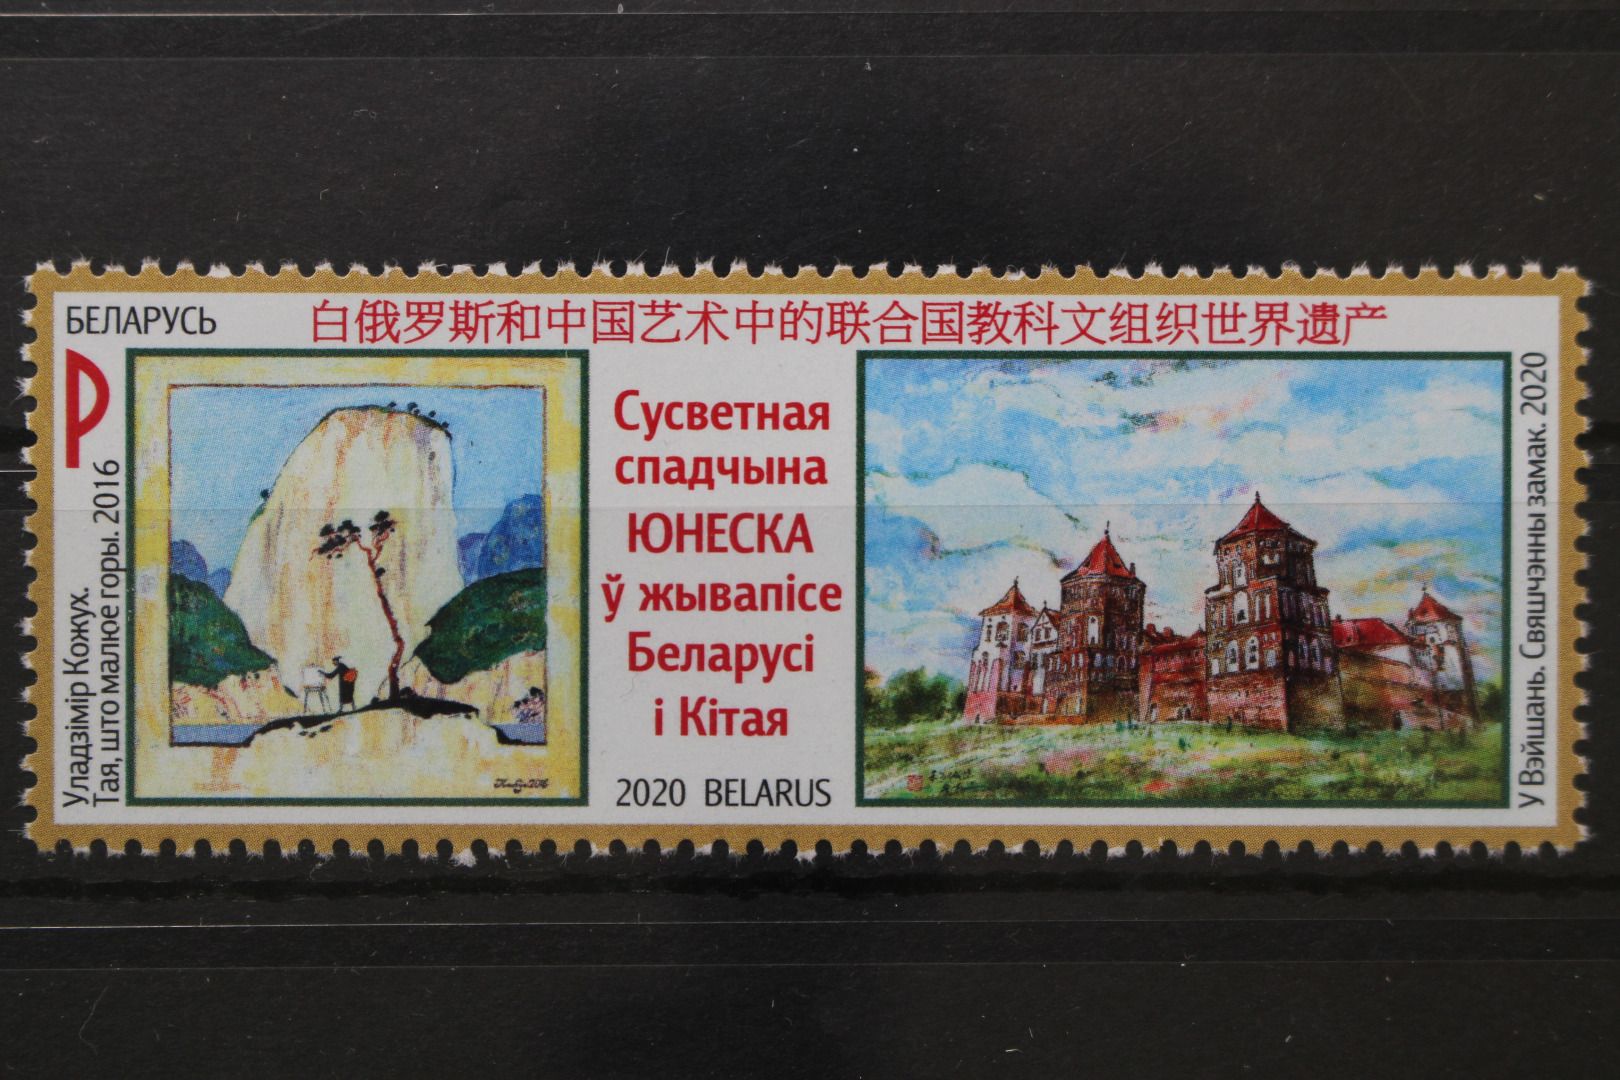 БЕЛАРУСЬ
白俄罗斯和中国艺术中的联合国教科文组织世界遗产
P
Уладзімір Кожух.
Тая, што малюе горы. 2016
Сусветная
спадчына
ЮНЕСКА
ў жывапісе
Беларусі
і Кітая
2020 BELARUS
У Вэйшань. Свяшчэнны замак. 2020